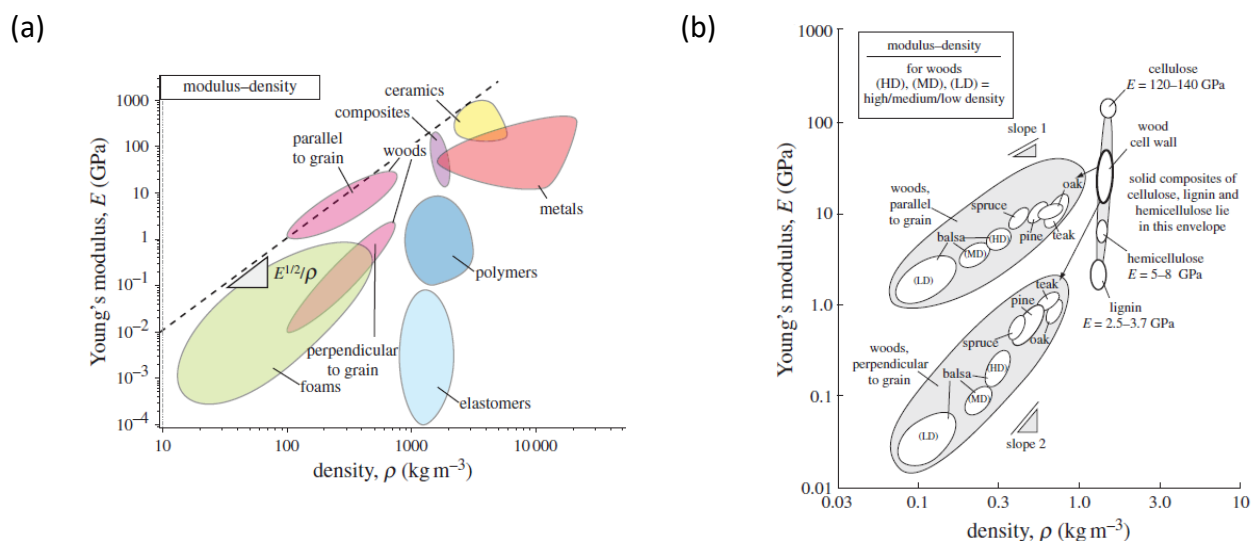 (a)
modulus–density
Young's modulus, E (GPa)
1000
100
10
1
10⁻¹
10⁻²
10⁻³
10⁻⁴
ceramics
composites
parallel
to grain
woods
metals
E¹ᐟ²/ρ
polymers
perpendicular
to grain
foams
elastomers
10
100
1000
10 000
density, ρ (kg m⁻³)
(b)
modulus–density
for woods
(HD), (MD), (LD) =
high/medium/low density
Young's modulus, E (GPa)
1000
100
10
1.0
0.1
0.01
cellulose
E = 120–140 GPa
slope 1
wood
cell wall
solid composites of
cellulose, lignin and
hemicellulose lie
in this envelope
woods,
parallel
to grain
oak
spruce
balsa
(HD)
pine
teak
(MD)
(LD)
hemicellulose
E = 5–8 GPa
lignin
E = 2.5–3.7 GPa
teak
pine
spruce
oak
woods,
perpendicular
to grain
balsa
(HD)
(MD)
(LD)
slope 2
0.03
0.1
0.3
1.0
3.0
10
density, ρ (kg m⁻³)